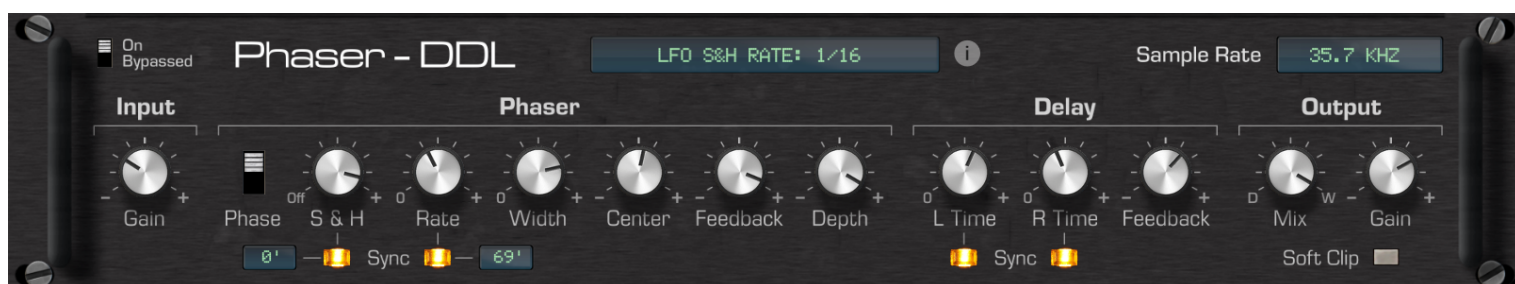 On
Bypassed
Phaser - DDL
LFO S&H RATE: 1/16
i
Sample Rate
35.7 KHZ
Input
Phaser
Delay
Output
- +
Off + 0 + 0 + - + - + - +
0 + 0 + - +
D W - +
Gain
Phase
S & H
Rate
Width
Center
Feedback
Depth
L Time
R Time
Feedback
Mix
Gain
0'
Sync
69'
Sync
Soft Clip